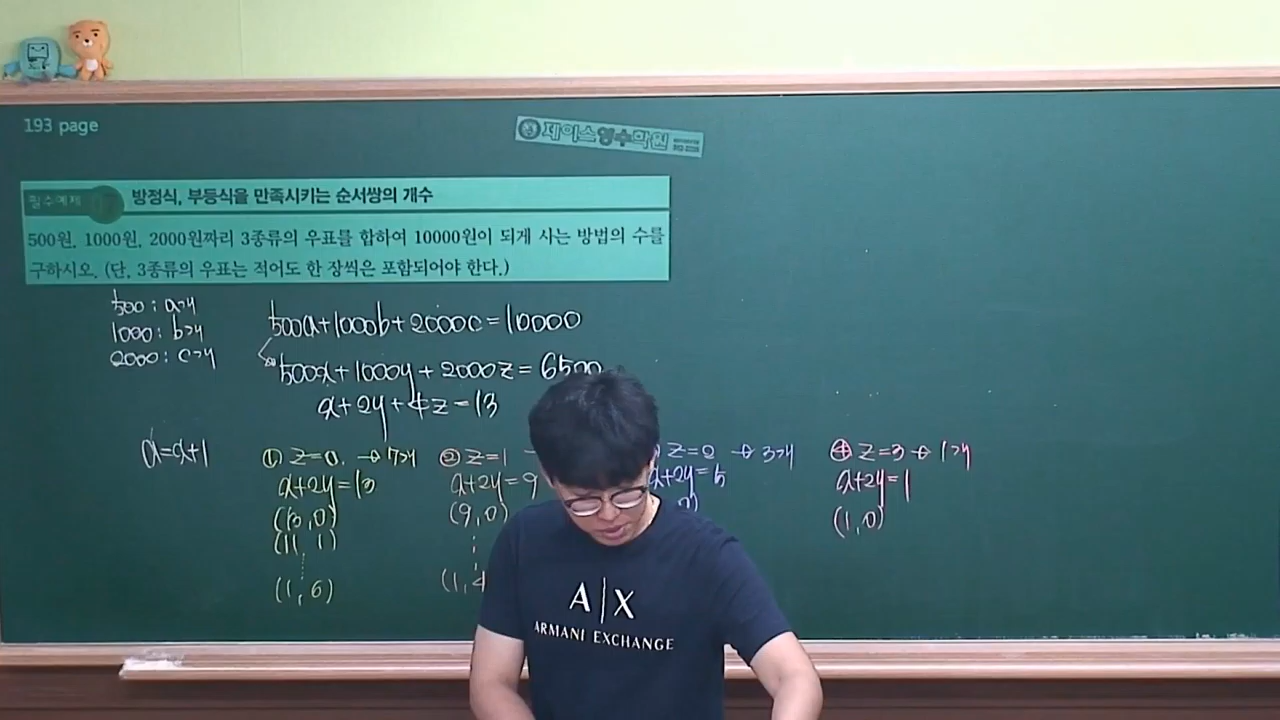 193 page
제이스영수학원
필수예제 07 방정식, 부등식을 만족시키는 순서쌍의 개수
500원, 1000원, 2000원짜리 3종류의 우표를 합하여 10000원이 되게 사는 방법의 수를
구하시오. (단, 3종류의 우표는 적어도 한 장씩은 포함되어야 한다.)
500 : a개
1000 : b개
2000 : c개
500a+1000b+2000c=10000
500x+1000y+2000z=6500
x+2y+4z=13
a=x+1
① z=0. → 7개
x+2y=13
(13,0)
(11,1)
(1,6)
② z=1
x+2y=9
(9,0)
(1,4
z=2 → 3개
x+2y=5
④ z=3 → 1개
x+2y=1
(1,0)
A|X
ARMANI EXCHANGE